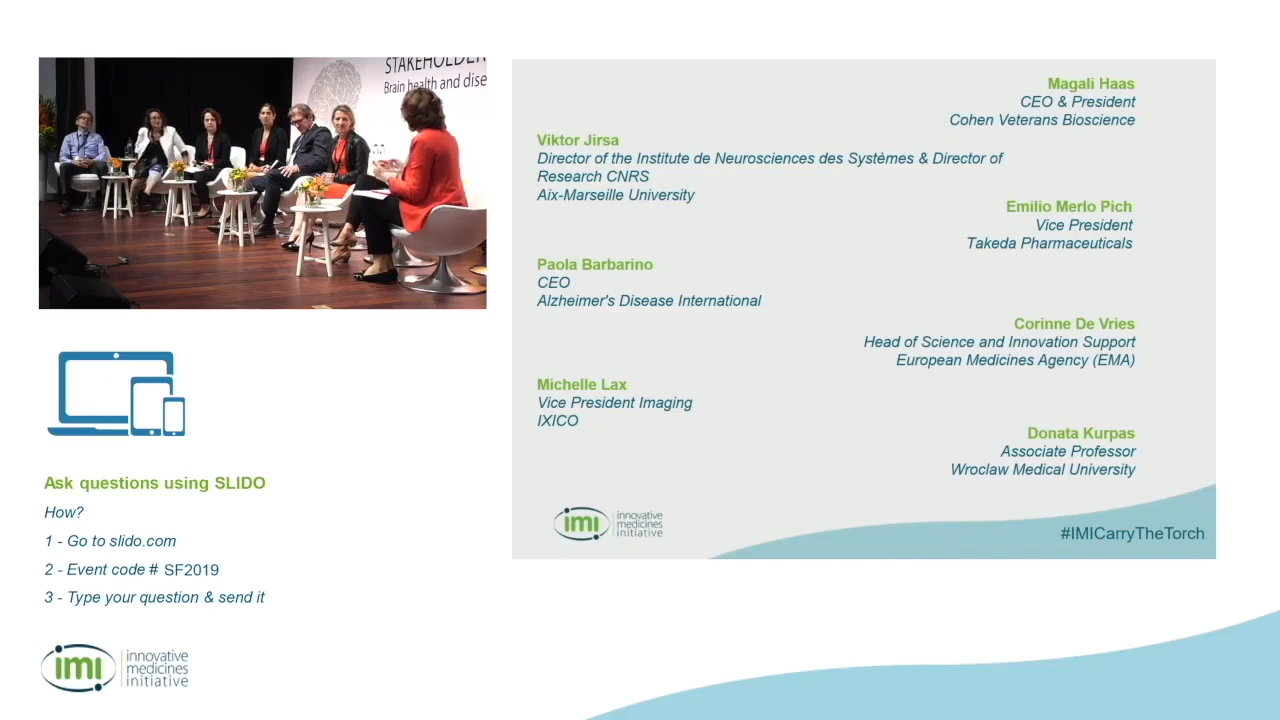 STAKEHOLDER
Brain health and dise
Magali Haas
CEO & President
Cohen Veterans Bioscience
Viktor Jirsa
Director of the Institute de Neurosciences des Systèmes & Director of
Research CNRS
Aix-Marseille University
Emilio Merlo Pich
Vice President
Takeda Pharmaceuticals
Paola Barbarino
CEO
Alzheimer's Disease International
Corinne De Vries
Head of Science and Innovation Support
European Medicines Agency (EMA)
Michelle Lax
Vice President Imaging
IXICO
Donata Kurpas
Associate Professor
Wroclaw Medical University
imi innovative
medicines
initiative
#IMICarryTheTorch
Ask questions using SLIDO
How?
1 - Go to slido.com
2 - Event code # SF2019
3 - Type your question & send it
imi innovative
medicines
initiative